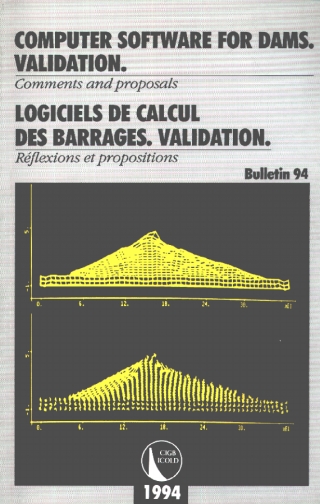 COMPUTER SOFTWARE FOR DAMS.
VALIDATION.
Comments and proposals
LOGICIELS DE CALCUL
DES BARRAGES. VALIDATION.
Réflexions et propositions
Bulletin 94
0. 6. 12. 18. 24. 30.
0. 6. 12. 18. 24. 30.
CIGB
ICOLD
1994